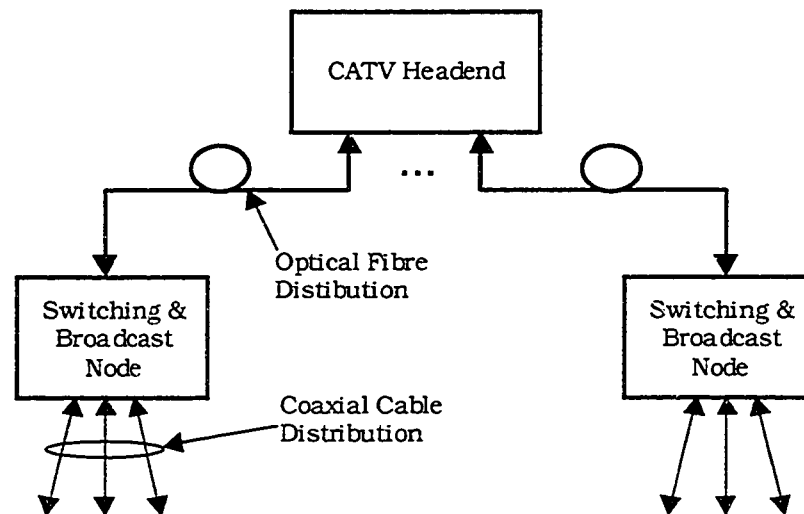 CATV Headend
...
Optical Fibre
Distibution
Switching &
Broadcast
Node
Switching &
Broadcast
Node
Coaxial Cable
Distribution